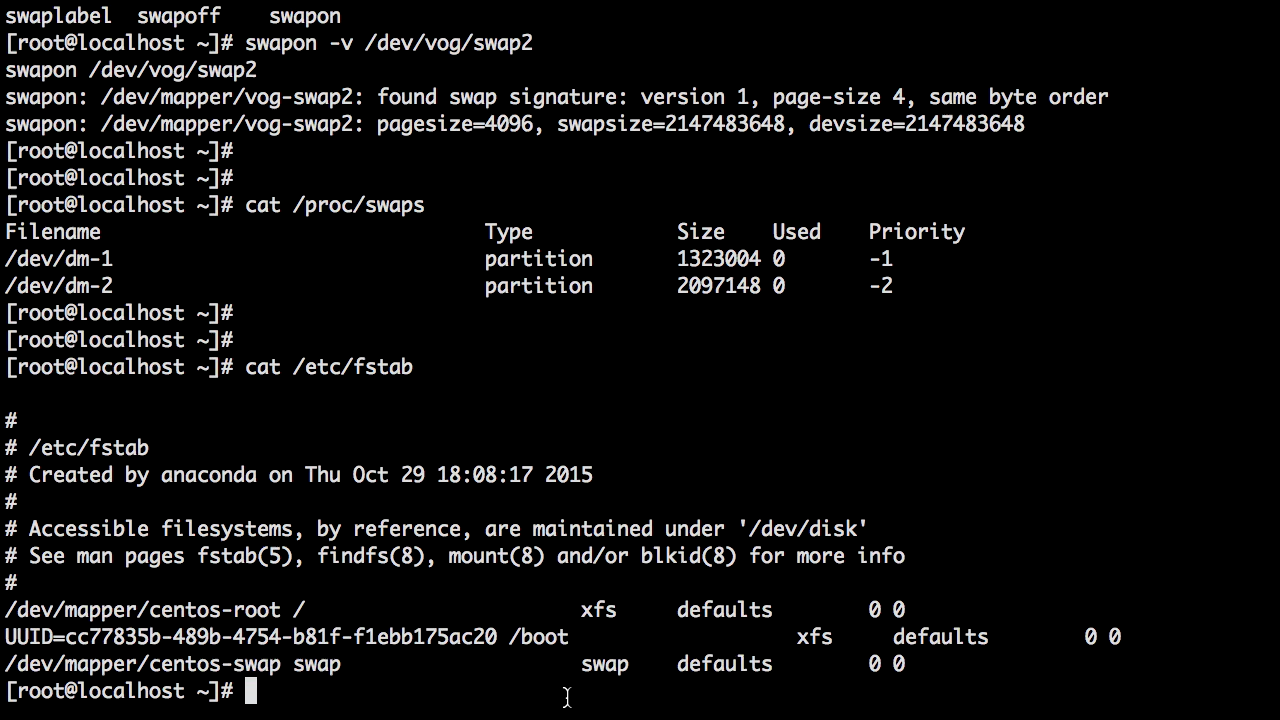 swaplabel  swapoff    swapon
[root@localhost ~]# swapon -v /dev/vog/swap2
swapon /dev/vog/swap2
swapon: /dev/mapper/vog-swap2: found swap signature: version 1, page-size 4, same byte order
swapon: /dev/mapper/vog-swap2: pagesize=4096, swapsize=2147483648, devsize=2147483648
[root@localhost ~]#
[root@localhost ~]#
[root@localhost ~]# cat /proc/swaps
Filename                                Type            Size    Used    Priority
/dev/dm-1                               partition       1323004 0       -1
/dev/dm-2                               partition       2097148 0       -2
[root@localhost ~]#
[root@localhost ~]#
[root@localhost ~]# cat /etc/fstab
#
# /etc/fstab
# Created by anaconda on Thu Oct 29 18:08:17 2015
#
# Accessible filesystems, by reference, are maintained under '/dev/disk'
# See man pages fstab(5), findfs(8), mount(8) and/or blkid(8) for more info
#
/dev/mapper/centos-root /                       xfs     defaults        0 0
UUID=cc77835b-489b-4754-b81f-f1ebb175ac20 /boot                   xfs     defaults        0 0
/dev/mapper/centos-swap swap                    swap    defaults        0 0
[root@localhost ~]#